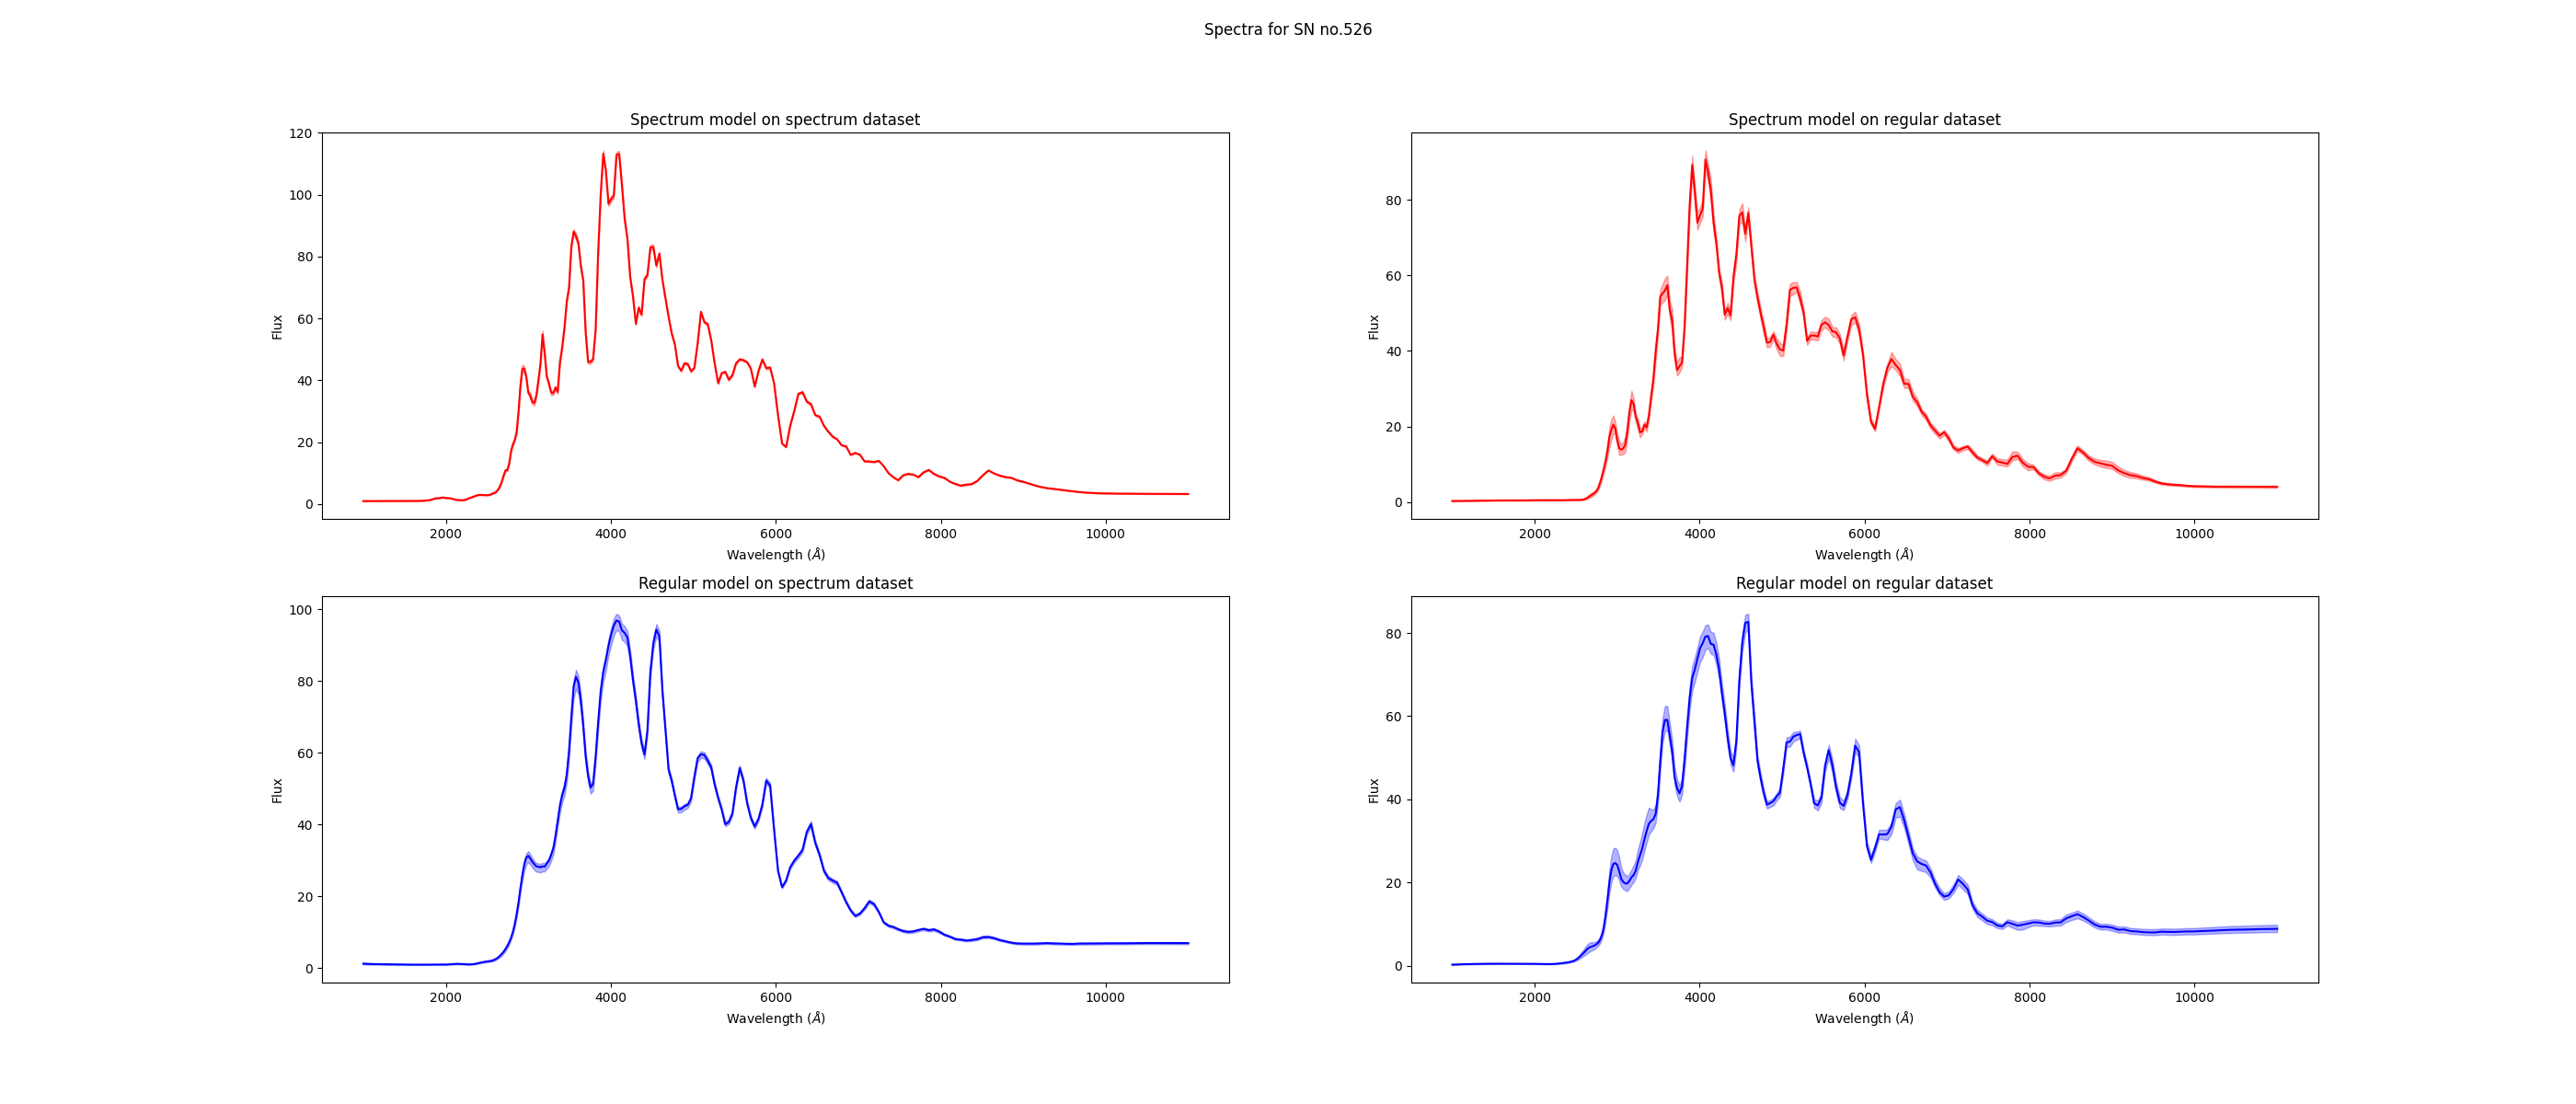 Spectra for SN no.526
Spectrum model on spectrum dataset
120
100
80
60
40
20
0
Flux
2000 4000 6000 8000 10000
Wavelength (Å)
Spectrum model on regular dataset
80
60
40
20
0
Flux
2000 4000 6000 8000 10000
Wavelength (Å)
Regular model on spectrum dataset
100
80
60
40
20
0
Flux
2000 4000 6000 8000 10000
Wavelength (Å)
Regular model on regular dataset
80
60
40
20
0
Flux
2000 4000 6000 8000 10000
Wavelength (Å)